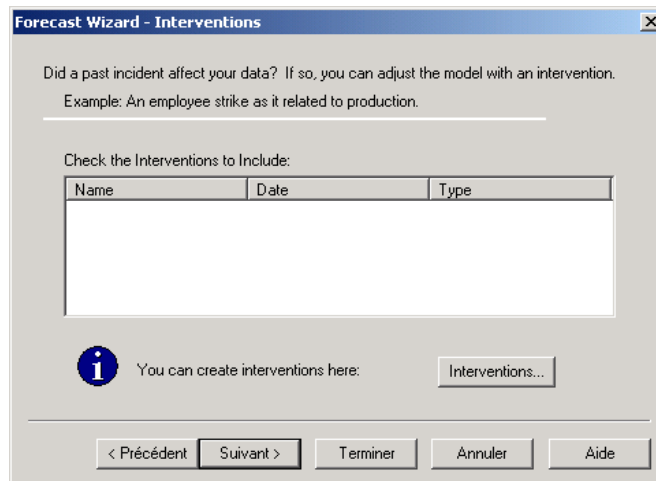 Forecast Wizard - Interventions
Did a past incident affect your data? If so, you can adjust the model with an intervention.
Example: An employee strike as it related to production.
Check the Interventions to Include:
Name Date Type
You can create interventions here: Interventions...
< Précédent Suivant > Terminer Annuler Aide